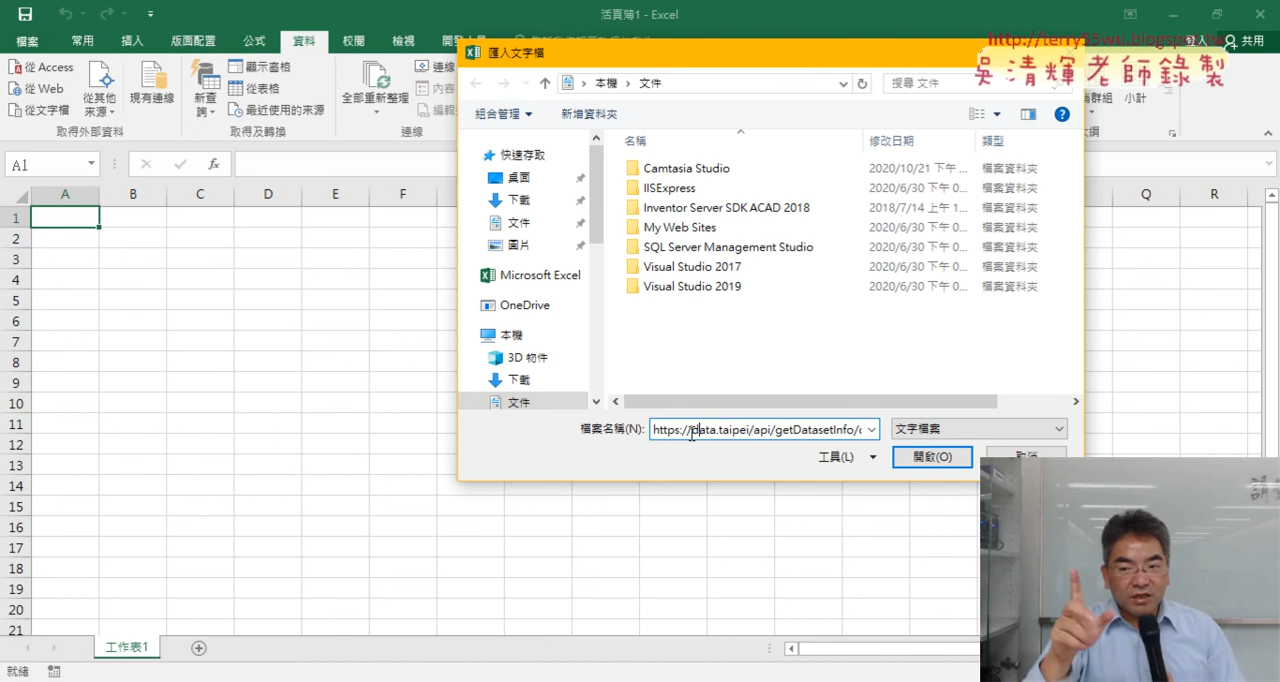 活頁簿1 - Excel
檔案 常用 插入 版面配置 公式 資料 校閱 檢視
登入 共用
http://terry55wu.blogspot.tw
吳清輝老師錄製
從 Access
從 Web
從文字檔
從其他
來源
現有連線
新查
詢
顯示查詢
從表格
最近使用的來源
全部重新整理
連線
內容
小計
取得外部資料 取得及轉換 連線
A1
fx
A B C D E F Q R
1
2
3
4
5
6
7
8
9
10
11
12
13
14
15
16
17
18
19
20
21
匯入文字檔
本機 文件
搜尋 文件
組合管理 新增資料夾
名稱 修改日期 類型
快速存取
桌面
下載
文件
圖片
Microsoft Excel
OneDrive
本機
3D 物件
下載
文件
Camtasia Studio 2020/10/21 下午 ... 檔案資料夾
IISExpress 2020/6/30 下午 0... 檔案資料夾
Inventor Server SDK ACAD 2018 2018/7/14 上午 1... 檔案資料夾
My Web Sites 2020/6/30 下午 0... 檔案資料夾
SQL Server Management Studio 2020/6/30 下午 0... 檔案資料夾
Visual Studio 2017 2020/6/30 下午 0... 檔案資料夾
Visual Studio 2019 2020/6/30 下午 0... 檔案資料夾
檔案名稱(N): https://data.taipei/api/getDatasetInfo/
文字檔案
工具(L) 開啟(O) 取消
工作表1
就緒